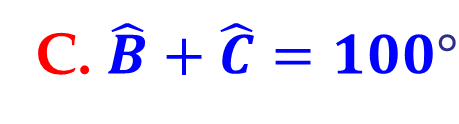 C. B̂ + Ĉ = 100°